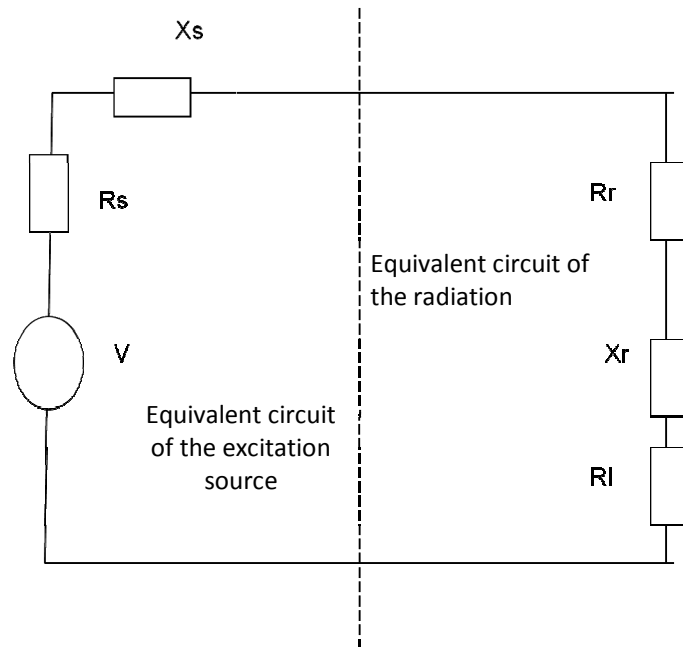 Xs
Rs
Rr
Equivalent circuit of
the radiation
V
Xr
Equivalent circuit
of the excitation
source
Rl